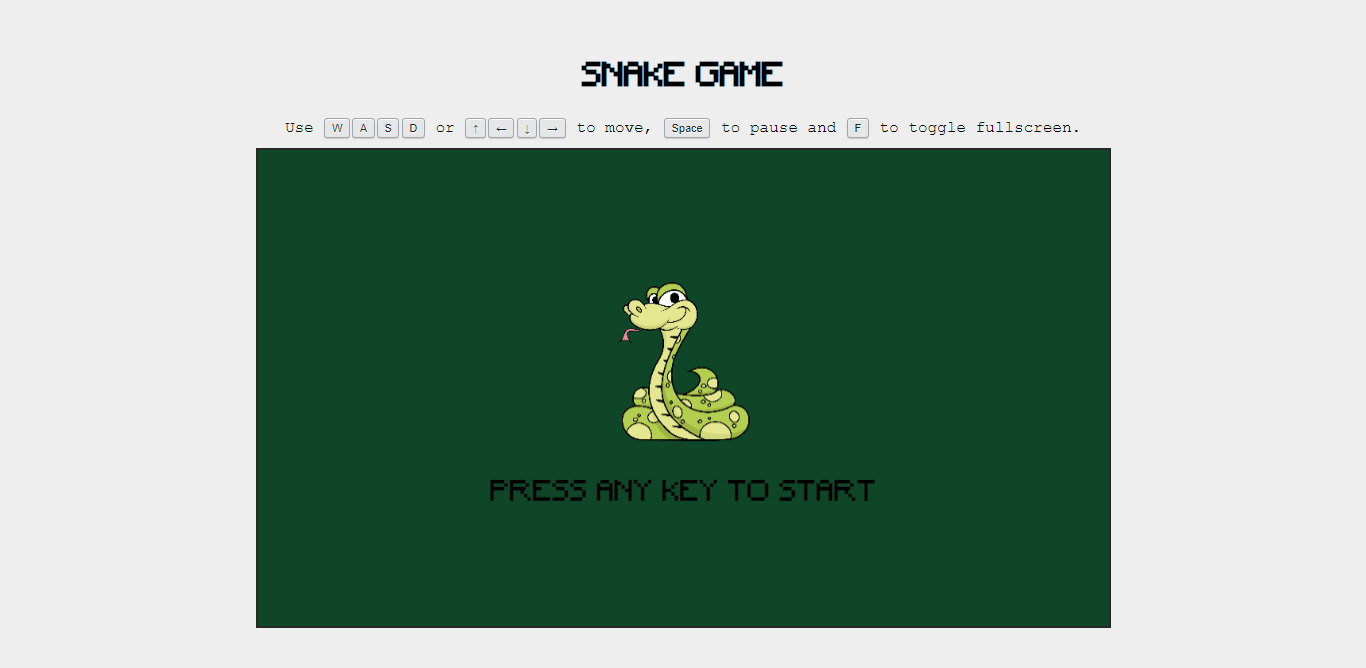 SNAKE GAME
Use W A S D or ↑ ← ↓ → to move, Space to pause and F to toggle fullscreen.
PRESS ANY KEY TO START